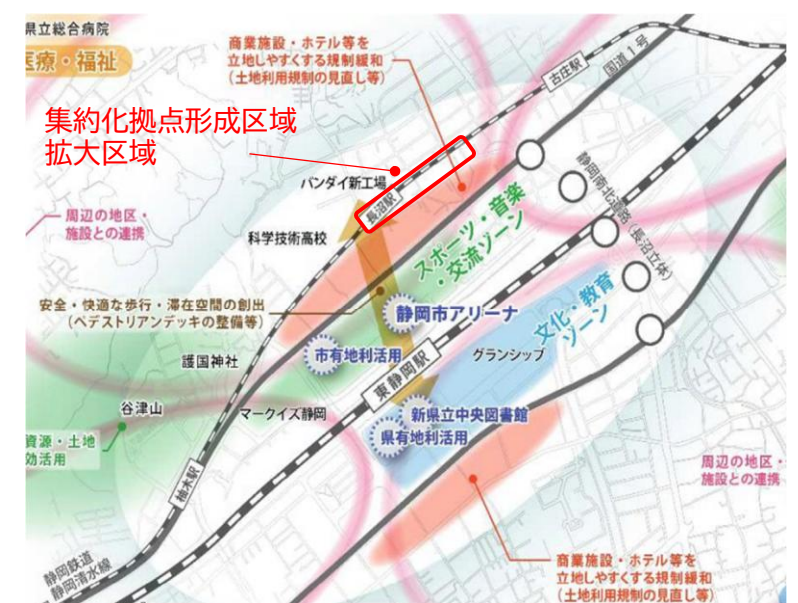 県立総合病院
医療・福祉
商業施設・ホテル等を
立地しやすくする規制緩和
（土地利用規制の見直し等）
国道1号
古庄駅
集約化拠点形成区域
拡大区域
バンダイ新工場
長沼駅
静岡南北道路（長沼立体）
周辺の地区・
施設との連携
科学技術高校
スポーツ・音楽
・交流ゾーン
安全・快適な歩行・滞在空間の創出
（ペデストリアンデッキの整備等）
静岡市アリーナ
文化・教育
ゾーン
市有地利活用
護国神社
グランシップ
東静岡駅
谷津山
マークイズ静岡
新県立中央図書館
県有地利活用
資源・土地
効活用
周辺の地区・
施設との連携
柚木駅
静岡鉄道
静岡清水線
商業施設・ホテル等を
立地しやすくする規制緩和
（土地利用規制の見直し等）